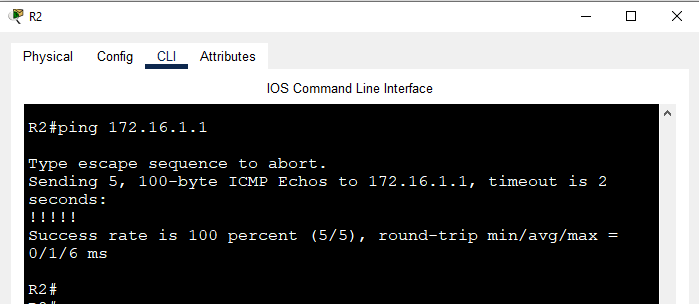 R2
Physical Config CLI Attributes
IOS Command Line Interface
R2#ping 172.16.1.1
Type escape sequence to abort.
Sending 5, 100-byte ICMP Echos to 172.16.1.1, timeout is 2
seconds:
!!!!!
Success rate is 100 percent (5/5), round-trip min/avg/max =
0/1/6 ms
R2#